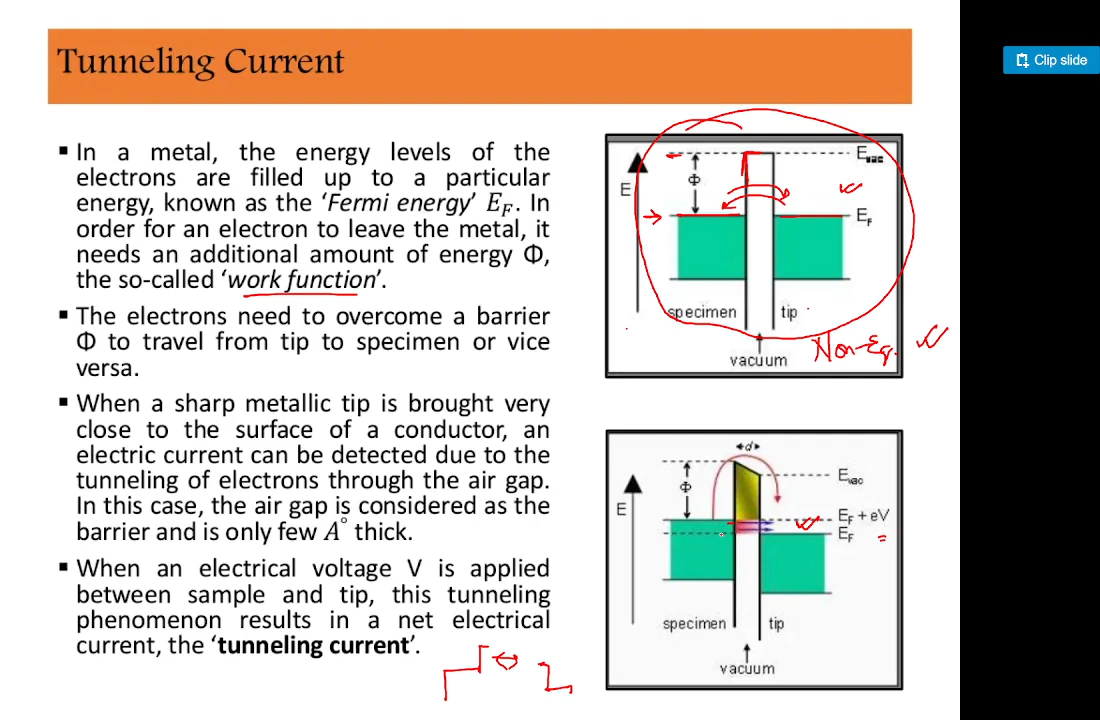 Tunneling Current
Clip slide
▪ In a metal, the energy levels of the
electrons are filled up to a particular
energy, known as the ‘Fermi energy’ E_F. In
order for an electron to leave the metal, it
needs an additional amount of energy Φ,
the so-called ‘work function’.
▪ The electrons need to overcome a barrier
Φ to travel from tip to specimen or vice
versa.
▪ When a sharp metallic tip is brought very
close to the surface of a conductor, an
electric current can be detected due to the
tunneling of electrons through the air gap.
In this case, the air gap is considered as the
barrier and is only few A° thick.
▪ When an electrical voltage V is applied
between sample and tip, this tunneling
phenomenon results in a net electrical
current, the ‘tunneling current’.
E_vac
Φ
E
E_F
specimen
tip
Non-Eq.
vacuum
d
E_vac
Φ
E
E_F + eV
E_F
specimen
tip
vacuum